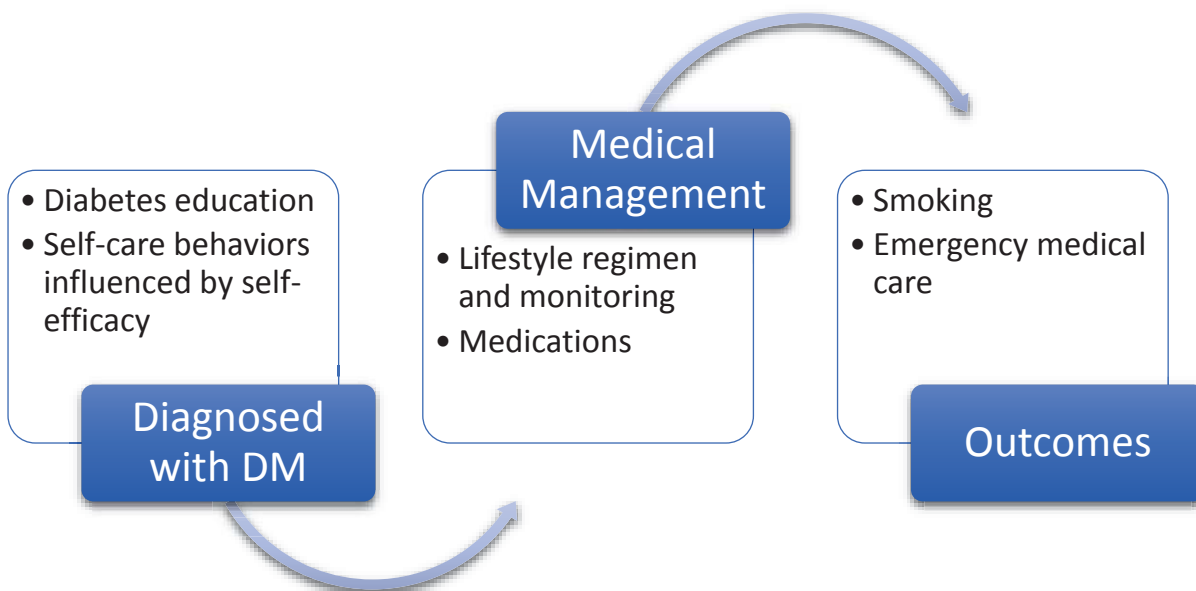 • Diabetes education
• Self-care behaviors
influenced by self-
efficacy
Diagnosed
with DM
Medical
Management
• Lifestyle regimen
and monitoring
• Medications
• Smoking
• Emergency medical
care
Outcomes